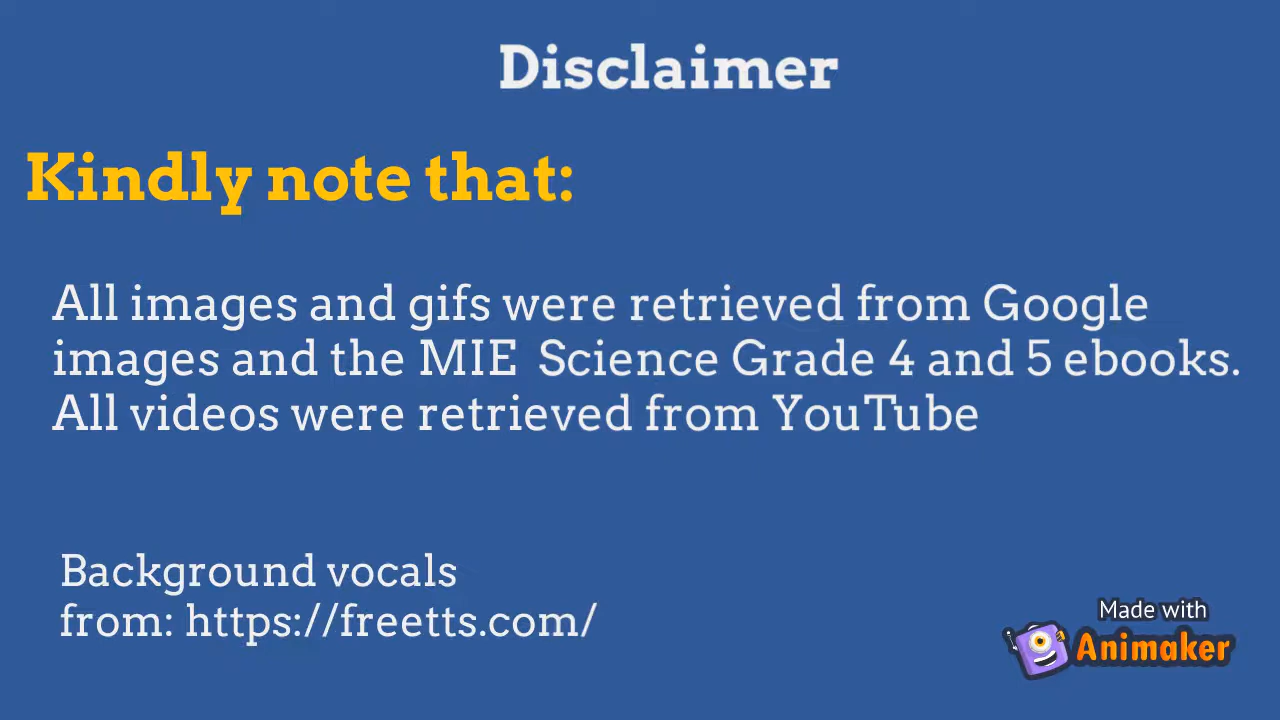 Disclaimer
Kindly note that:
All images and gifs were retrieved from Google
images and the MIE Science Grade 4 and 5 ebooks.
All videos were retrieved from YouTube
Background vocals
from: https://freetts.com/
Made with
Animaker